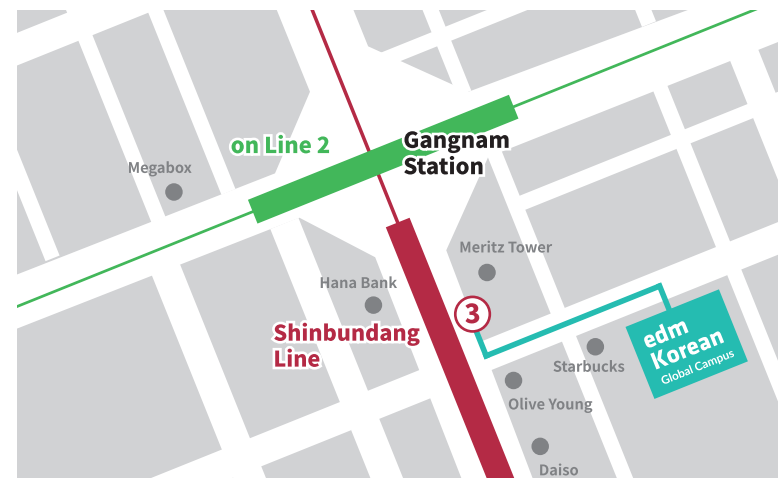 on Line 2
Gangnam
Station
Megabox
Meritz Tower
Hana Bank
3
Shinbundang
Line
edm
Korean
Global Campus
Starbucks
Olive Young
Daiso